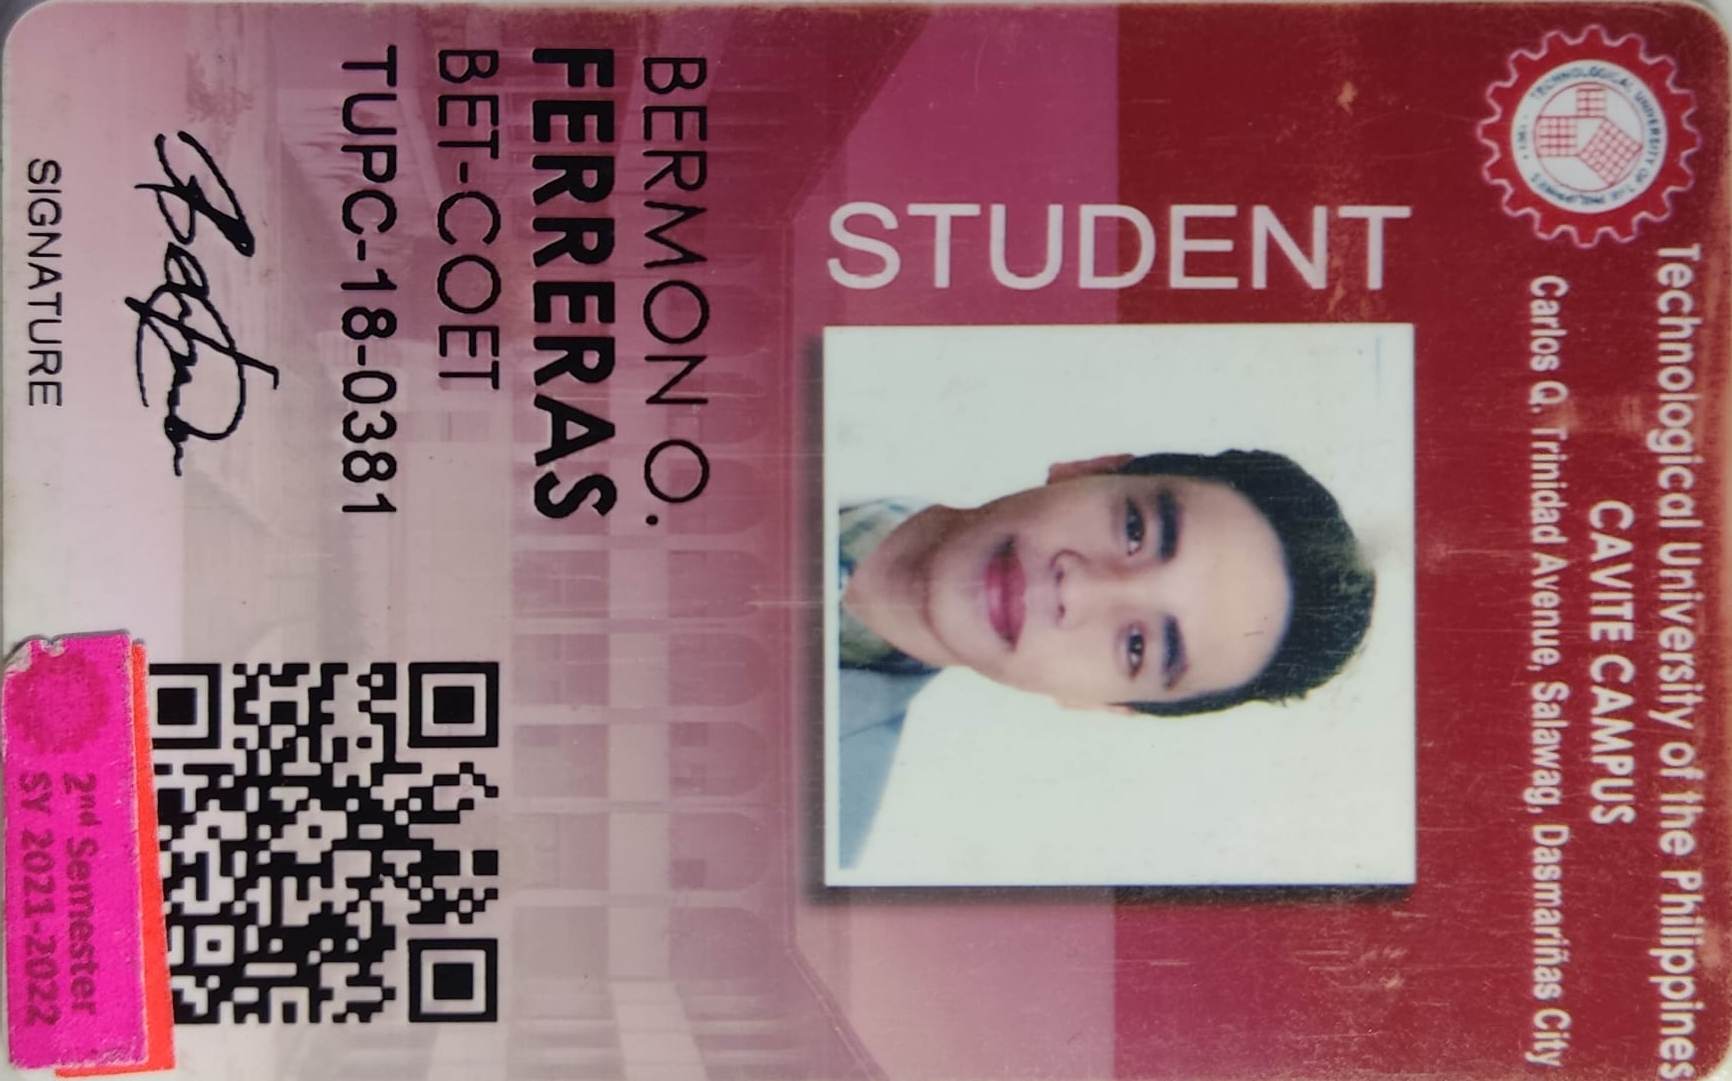 TECHNOLOGICAL UNIVERSITY OF THE PHILIPPINES
Technological University of the Philippines
CAVITE CAMPUS
Carlos Q. Trinidad Avenue, Salawag, Dasmariñas City
STUDENT
BERMON O.
FERRERAS
BET-COET
TUPC-18-0381
SIGNATURE
2nd Semester
SY 2021-2022